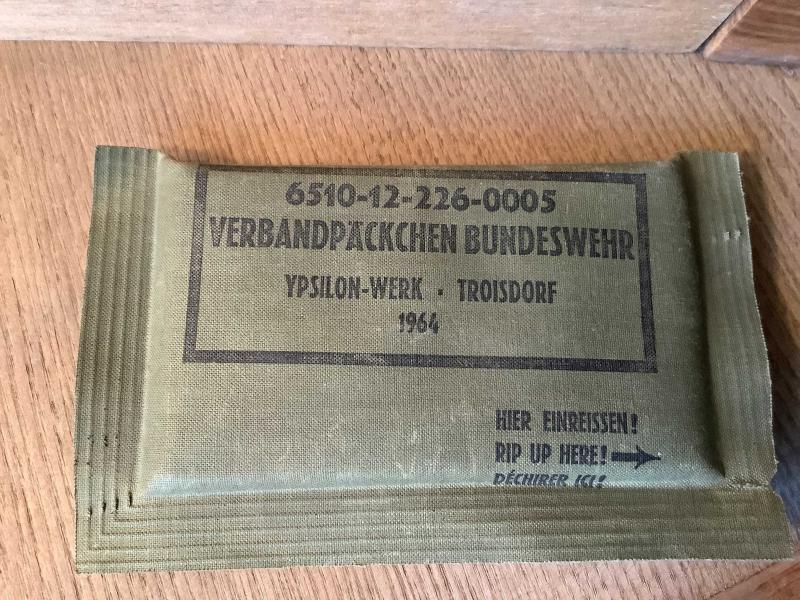 6510-12-226-0005
VERBANDPÄCKCHEN BUNDESWEHR
YPSILON-WERK · TROISDORF
1964
HIER EINREISSEN!
RIP UP HERE!
DÉCHIRER ICI!